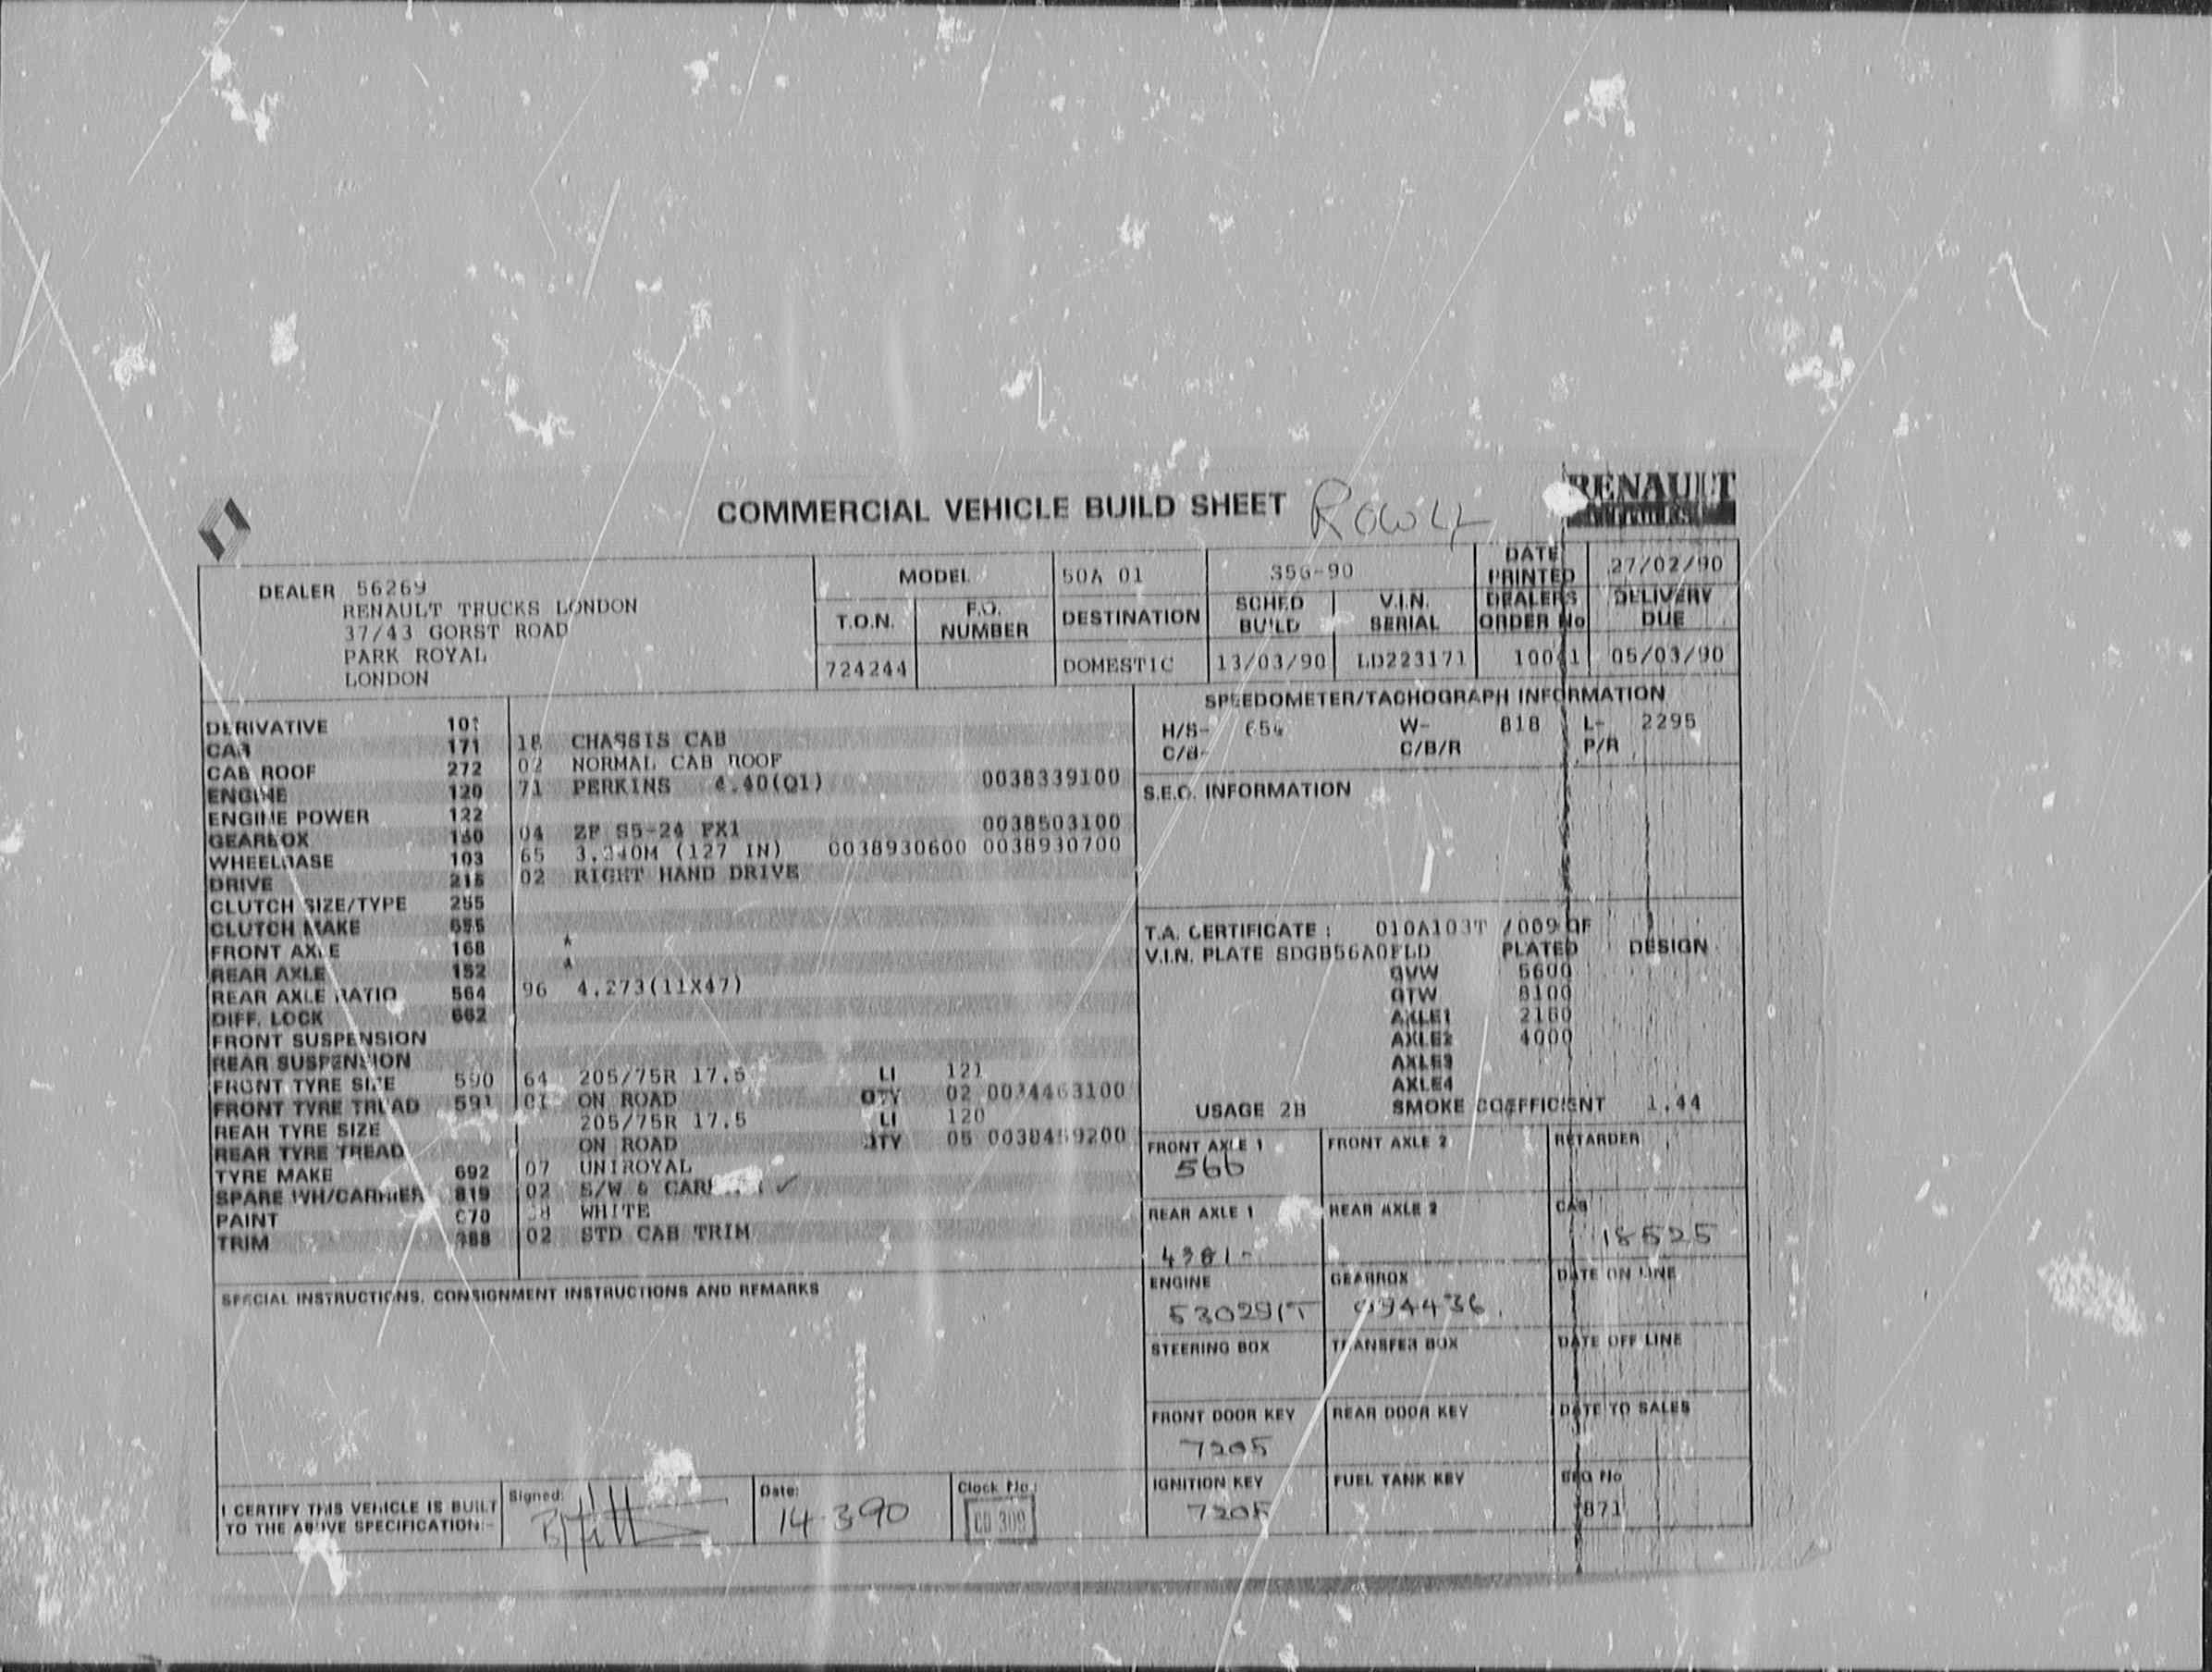 COMMERCIAL VEHICLE BUILD SHEET
RENAULT
DEALER 56269
RENAULT TRUCKS LONDON
37/43 GORST ROAD
PARK ROYAL
LONDON
MODEL 50A 01 S56-90 DATE PRINTED 27/02/90
T.O.N. F.O. NUMBER DESTINATION SCHED BUILD V.I.N. SERIAL DEALERS ORDER No DELIVERY DUE
724244 DOMESTIC 13/03/90 LD223171 05/03/90
DERIVATIVE
CAB 171 18 CHASSIS CAB
CAB ROOF 272 02 NORMAL CAB ROOF
ENGINE 120 71 PERKINS 4.40(Q1) 0038339100
ENGINE POWER 122
GEARBOX 04 ZF S5-24 FX1 0038503100
WHEELBASE 103 65 (127 IN) 0038930600 0038930700
DRIVE 02 RIGHT HAND DRIVE
CLUTCH SIZE/TYPE 255
CLUTCH MAKE
FRONT AXLE 168 *
REAR AXLE 152 *
REAR AXLE RATIO 564 96 4.273(11X47)
DIFF. LOCK 662
FRONT SUSPENSION
REAR SUSPENSION
FRONT TYRE SIZE 590 64 205/75R 17.5 LI 121
FRONT TYRE TREAD 591 01 ON ROAD QTY 02
REAR TYRE SIZE 205/75R 17.5 LI 120
REAR TYRE TREAD ON ROAD QTY 05
TYRE MAKE 692 07 UNIROYAL
SPARE WH/CARRIER 819 02 S/W &
PAINT WHITE
TRIM 02 STD CAB TRIM
SPEEDOMETER/TACHOGRAPH INFORMATION
H/S- 654 W- 818 L- 2295
C/B- C/B/R P/R
S.E.O. INFORMATION
T.A. CERTIFICATE : 010A103T /009 OF
V.I.N. PLATE SDGB56A0FLD PLATED DESIGN
GVW 5600
GTW 8100
AXLE1
AXLE2 4000
AXLE3
AXLE4
USAGE 2B SMOKE COEFFICIENT 1.44
FRONT AXLE 1 FRONT AXLE 2 RETARDER
566
REAR AXLE 1 REAR AXLE 2 CAB
18525
ENGINE GEARBOX DATE ON LINE
STEERING BOX TRANSFER BOX DATE OFF LINE
FRONT DOOR KEY REAR DOOR KEY DATE TO SALES
7205
IGNITION KEY FUEL TANK KEY SEQ No
7205 871
SPECIAL INSTRUCTIONS, CONSIGNMENT INSTRUCTIONS AND REMARKS
I CERTIFY THIS VEHICLE IS BUILT
TO THE ABOVE SPECIFICATION:-
Signed: Date: 14.3.90 Clock No.: CD 309